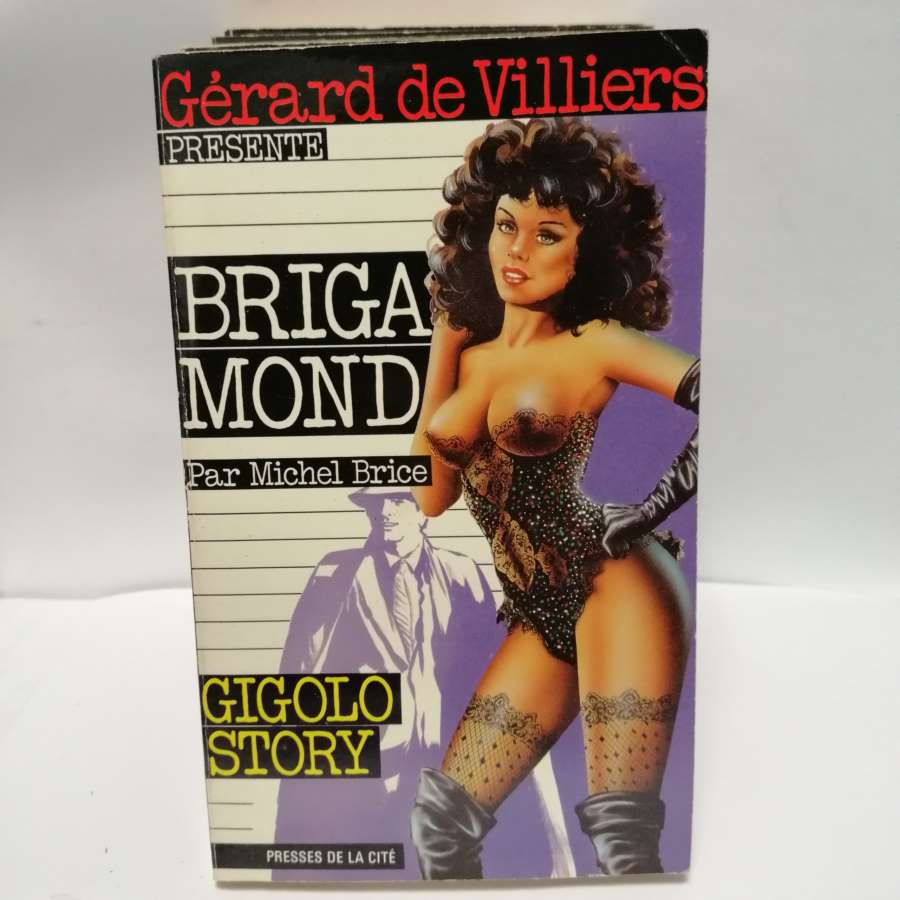 Gérard de Villiers
PRESENTE
BRIGA
MOND
Par Michel Brice
GIGOLO
STORY
PRESSES DE LA CITÉ